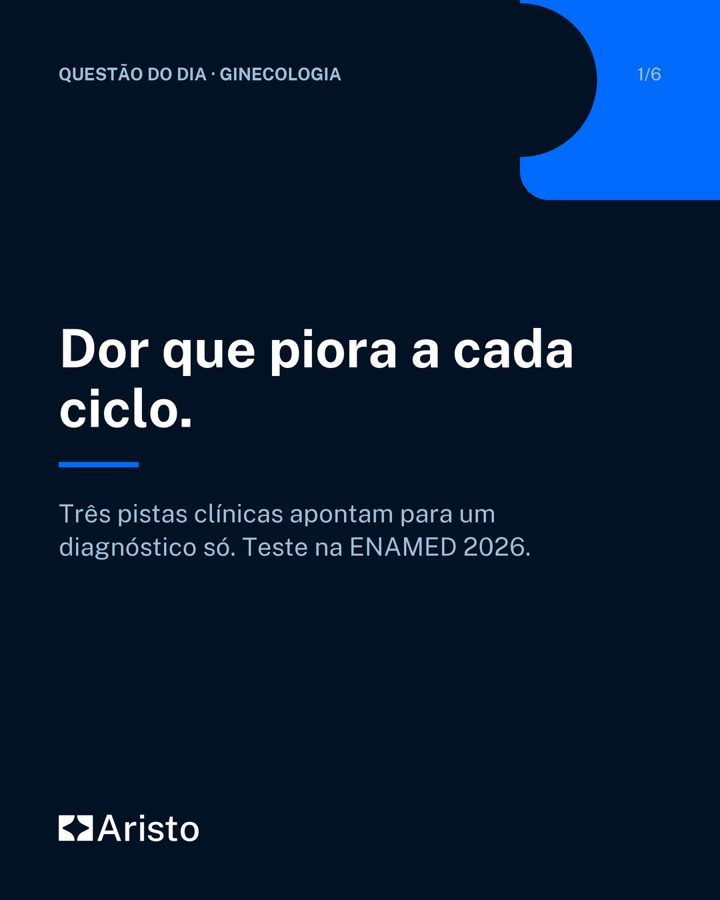 QUESTÃO DO DIA · GINECOLOGIA
1/6
Dor que piora a cada
ciclo.
Três pistas clínicas apontam para um
diagnóstico só. Teste na ENAMED 2026.
Aristo